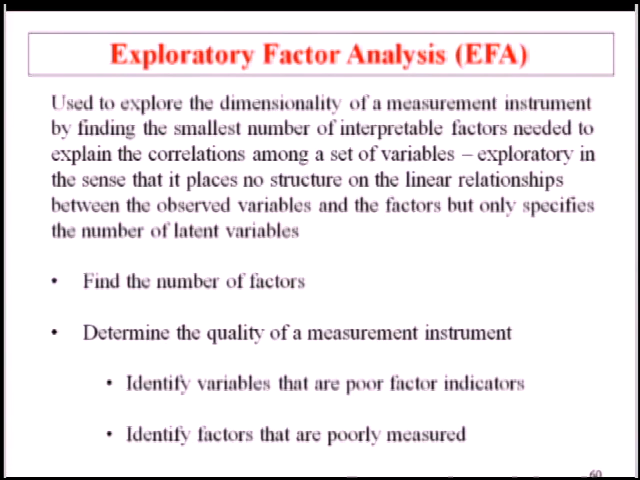 Exploratory Factor Analysis (EFA)
Used to explore the dimensionality of a measurement instrument
by finding the smallest number of interpretable factors needed to
explain the correlations among a set of variables – exploratory in
the sense that it places no structure on the linear relationships
between the observed variables and the factors but only specifies
the number of latent variables
• Find the number of factors
• Determine the quality of a measurement instrument
• Identify variables that are poor factor indicators
• Identify factors that are poorly measured
60